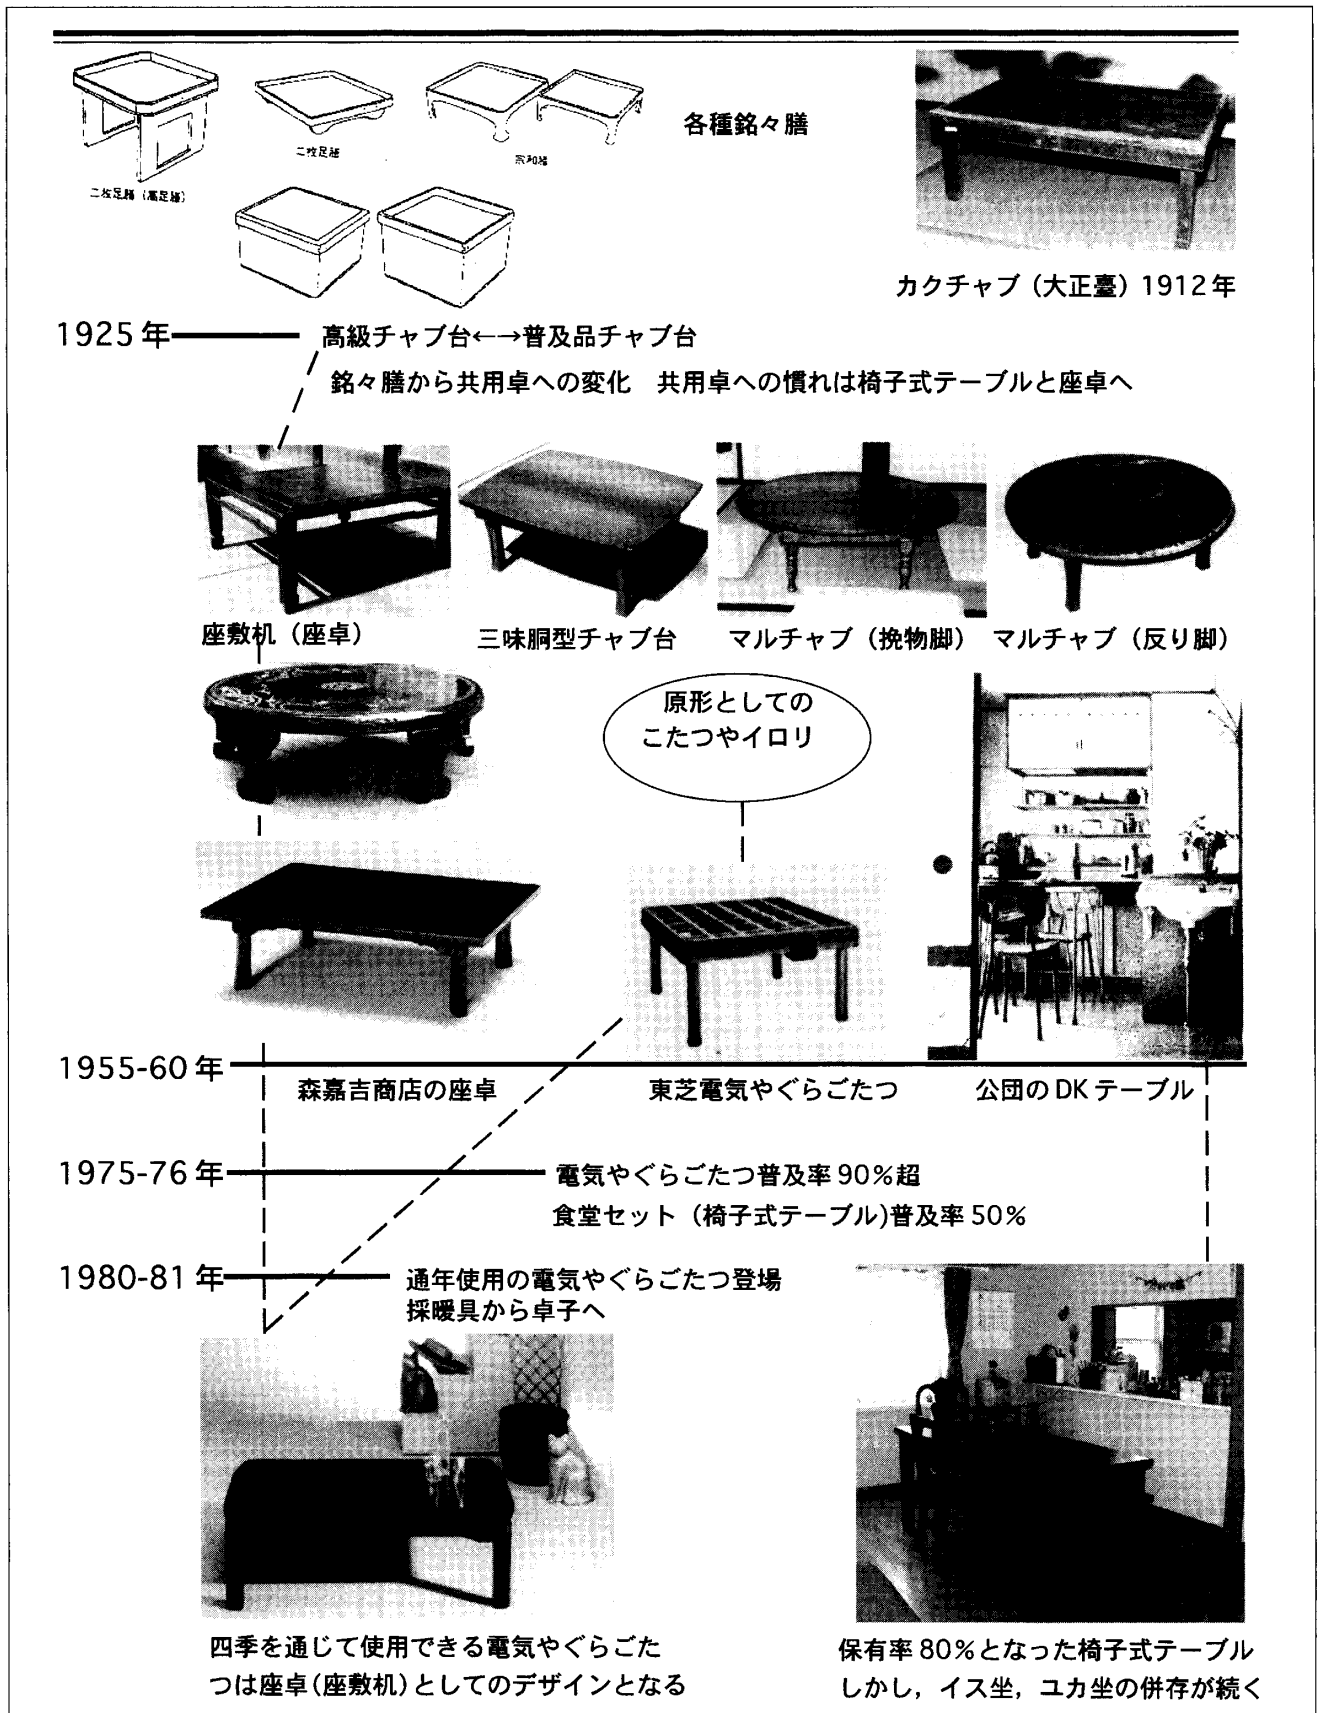 各種銘々膳
二枚足膳
宗和膳
二枚足膳（高足膳）
カクチャブ（大正臺）1912年
1925年
高級チャブ台←→普及品チャブ台
銘々膳から共用卓への変化　共用卓への慣れは椅子式テーブルと座卓へ
座敷机（座卓）
三味胴型チャブ台
マルチャブ（挽物脚）
マルチャブ（反り脚）
原形としての
こたつやイロリ
1955-60年
森嘉吉商店の座卓
東芝電気やぐらごたつ
公団のDKテーブル
1975-76年
電気やぐらごたつ普及率90%超
食堂セット（椅子式テーブル)普及率50%
1980-81年
通年使用の電気やぐらごたつ登場
採暖具から卓子へ
四季を通じて使用できる電気やぐらごた
つは座卓(座敷机)としてのデザインとなる
保有率80%となった椅子式テーブル
しかし，イス坐，ユカ坐の併存が続く